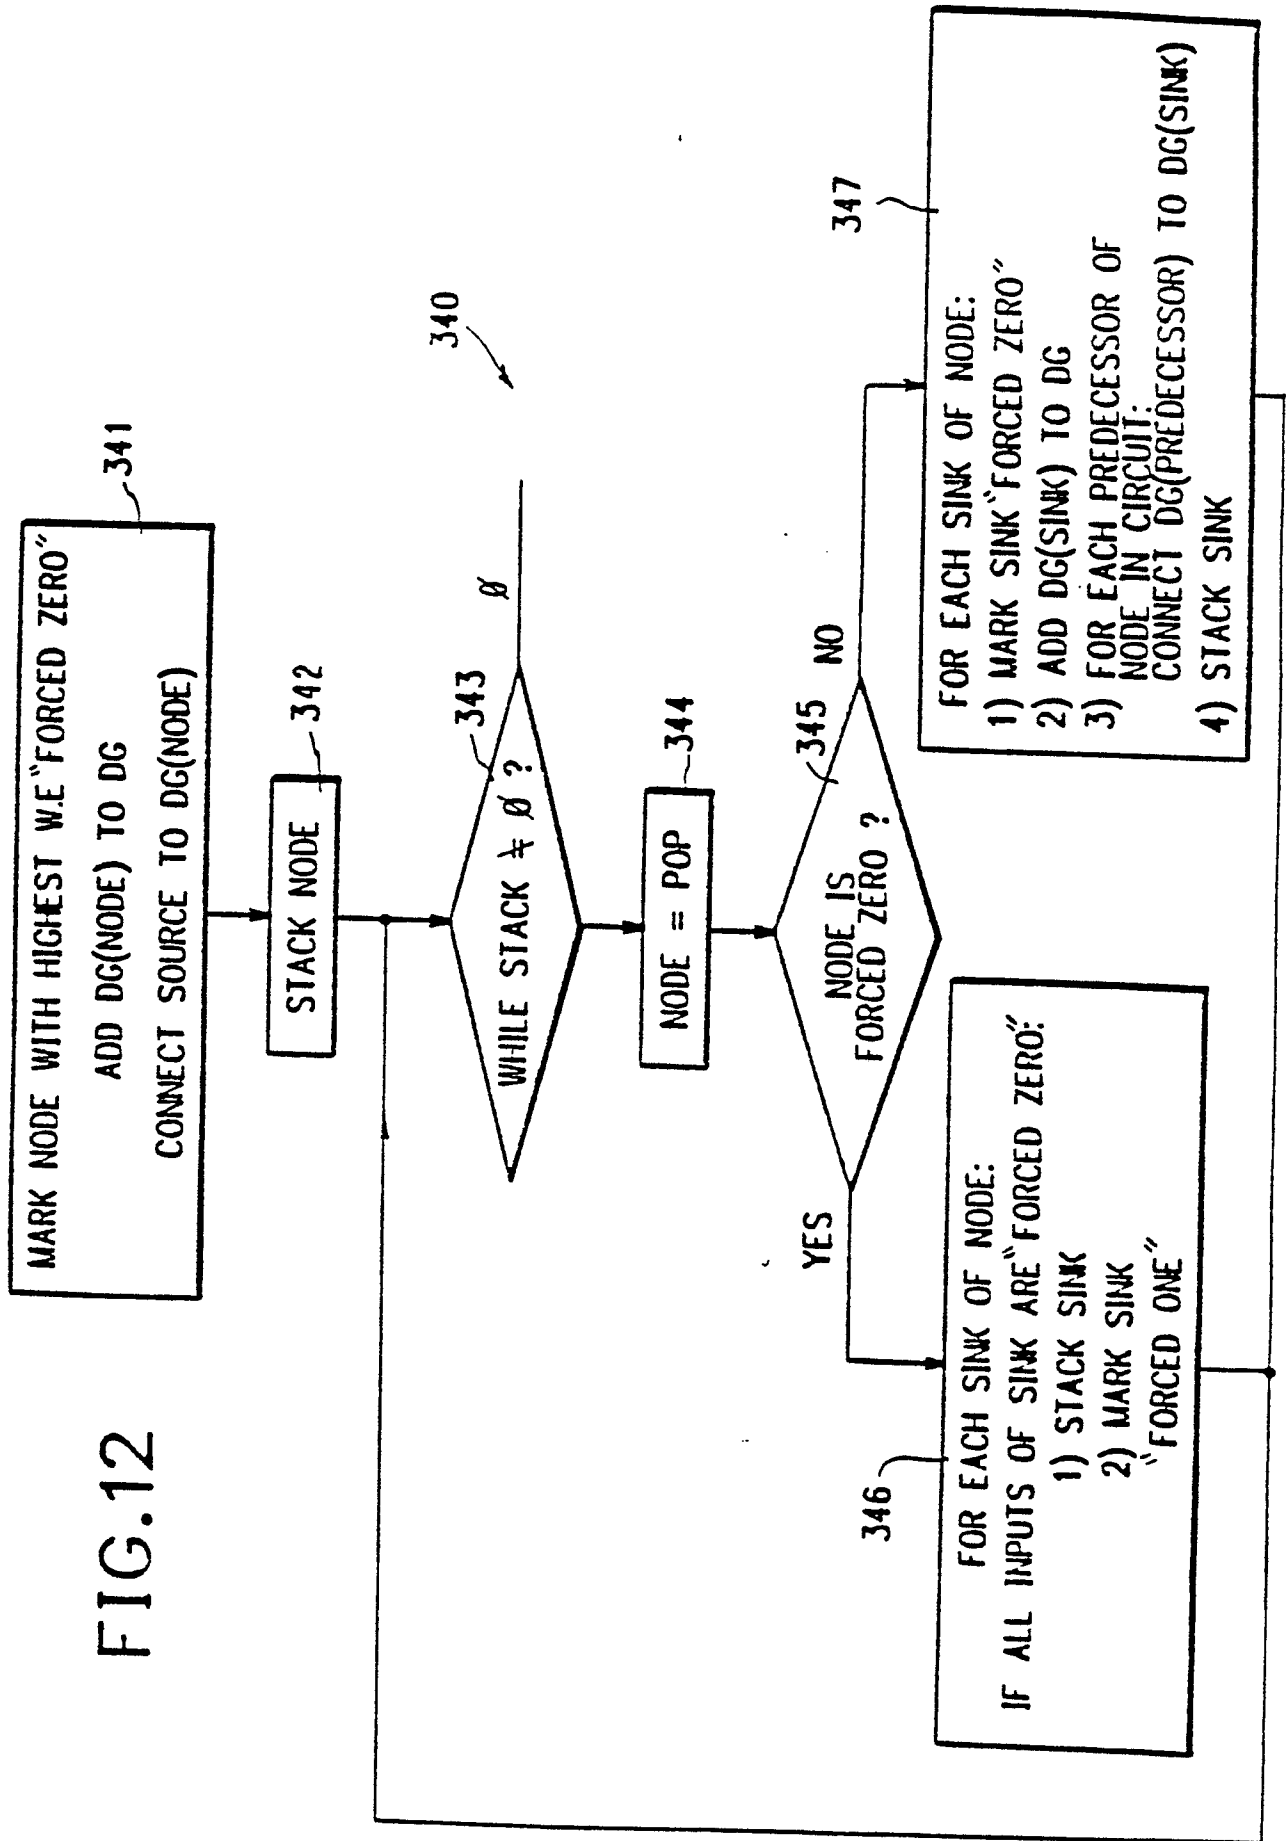 FIG.12
MARK NODE WITH HIGHEST W.E "FORCED ZERO"
ADD DG(NODE) TO DG
CONNECT SOURCE TO DG(NODE)
341
STACK NODE
342
340
WHILE STACK ≠ Ø ?
343
Ø
NODE = POP
344
NODE IS
FORCED ZERO ?
345
YES
NO
346
FOR EACH SINK OF NODE:
IF ALL INPUTS OF SINK ARE "FORCED ZERO":
1) STACK SINK
2) MARK SINK
"FORCED ONE"
347
FOR EACH SINK OF NODE:
1) MARK SINK "FORCED ZERO"
2) ADD DG(SINK) TO DG
3) FOR EACH PREDECESSOR OF
NODE IN CIRCUIT:
CONNECT DG(PREDECESSOR) TO DG(SINK)
4) STACK SINK